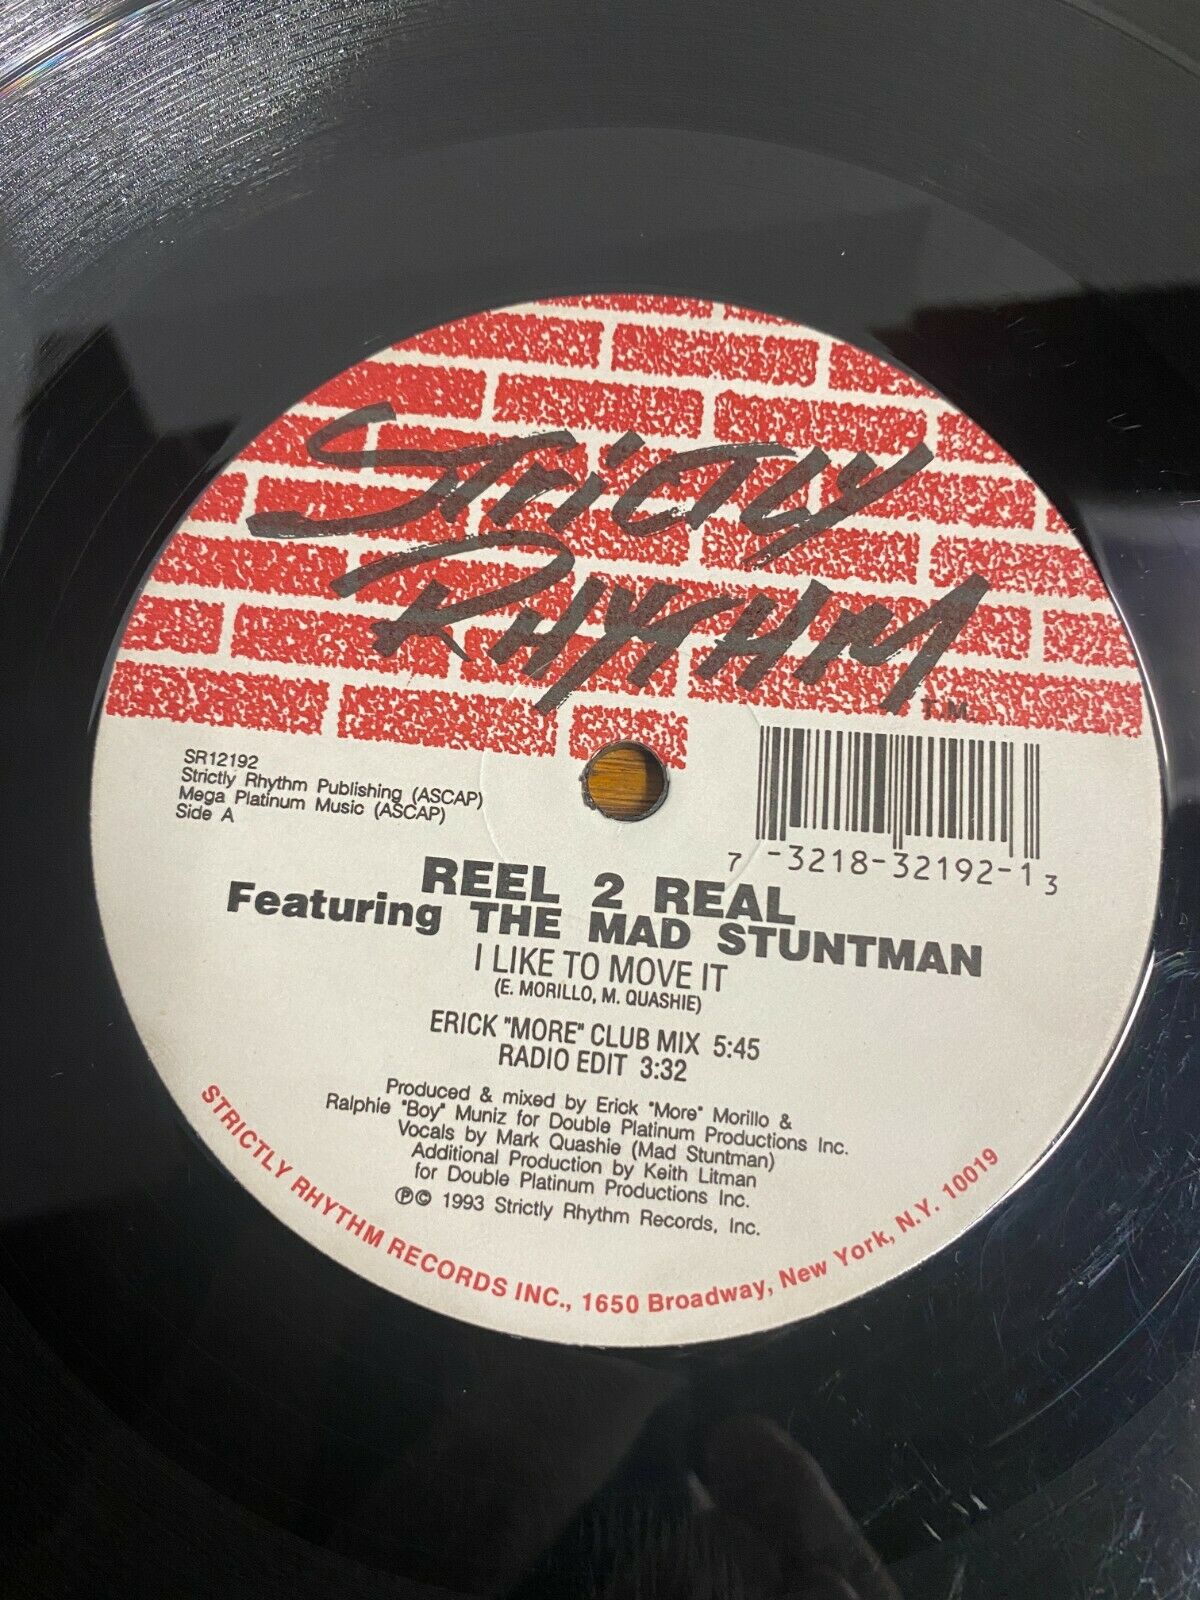 Strictly
Rhythm
T.M.
SR12192
Strictly Rhythm Publishing (ASCAP)
Mega Platinum Music (ASCAP)
Side A
7 -3218-32192-1 3
REEL 2 REAL
Featuring THE MAD STUNTMAN
I LIKE TO MOVE IT
(E. MORILLO, M. QUASHIE)
ERICK "MORE" CLUB MIX 5:45
RADIO EDIT 3:32
Produced & mixed by Erick "More" Morillo &
Ralphie "Boy" Muniz for Double Platinum Productions Inc.
Vocals by Mark Quashie (Mad Stuntman)
Additional Production by Keith Litman
for Double Platinum Productions Inc.
℗© 1993 Strictly Rhythm Records, Inc.
STRICTLY RHYTHM RECORDS INC., 1650 Broadway, New York, N.Y. 10019